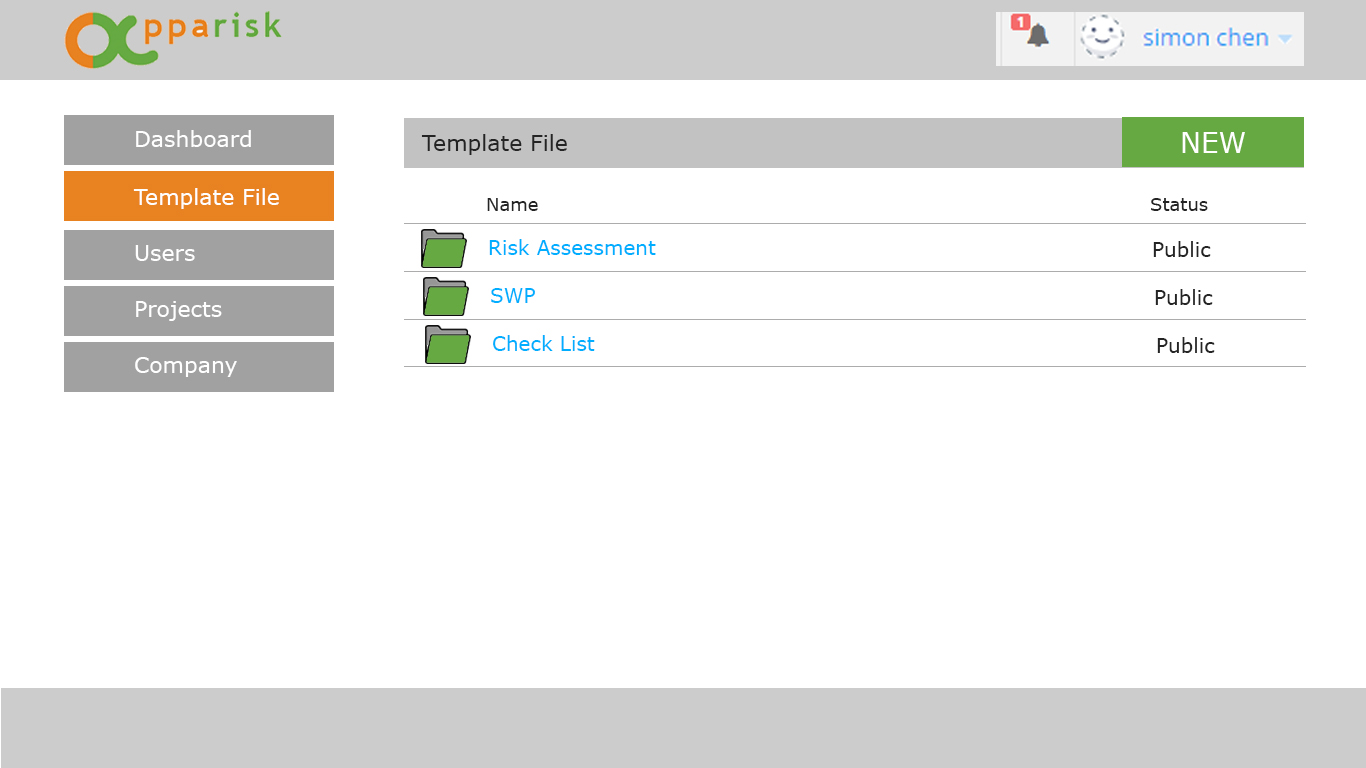 apparisk
1
simon chen
Dashboard
Template File
Users
Projects
Company
Template File
NEW
Name Status
Risk Assessment Public
SWP Public
Check List Public